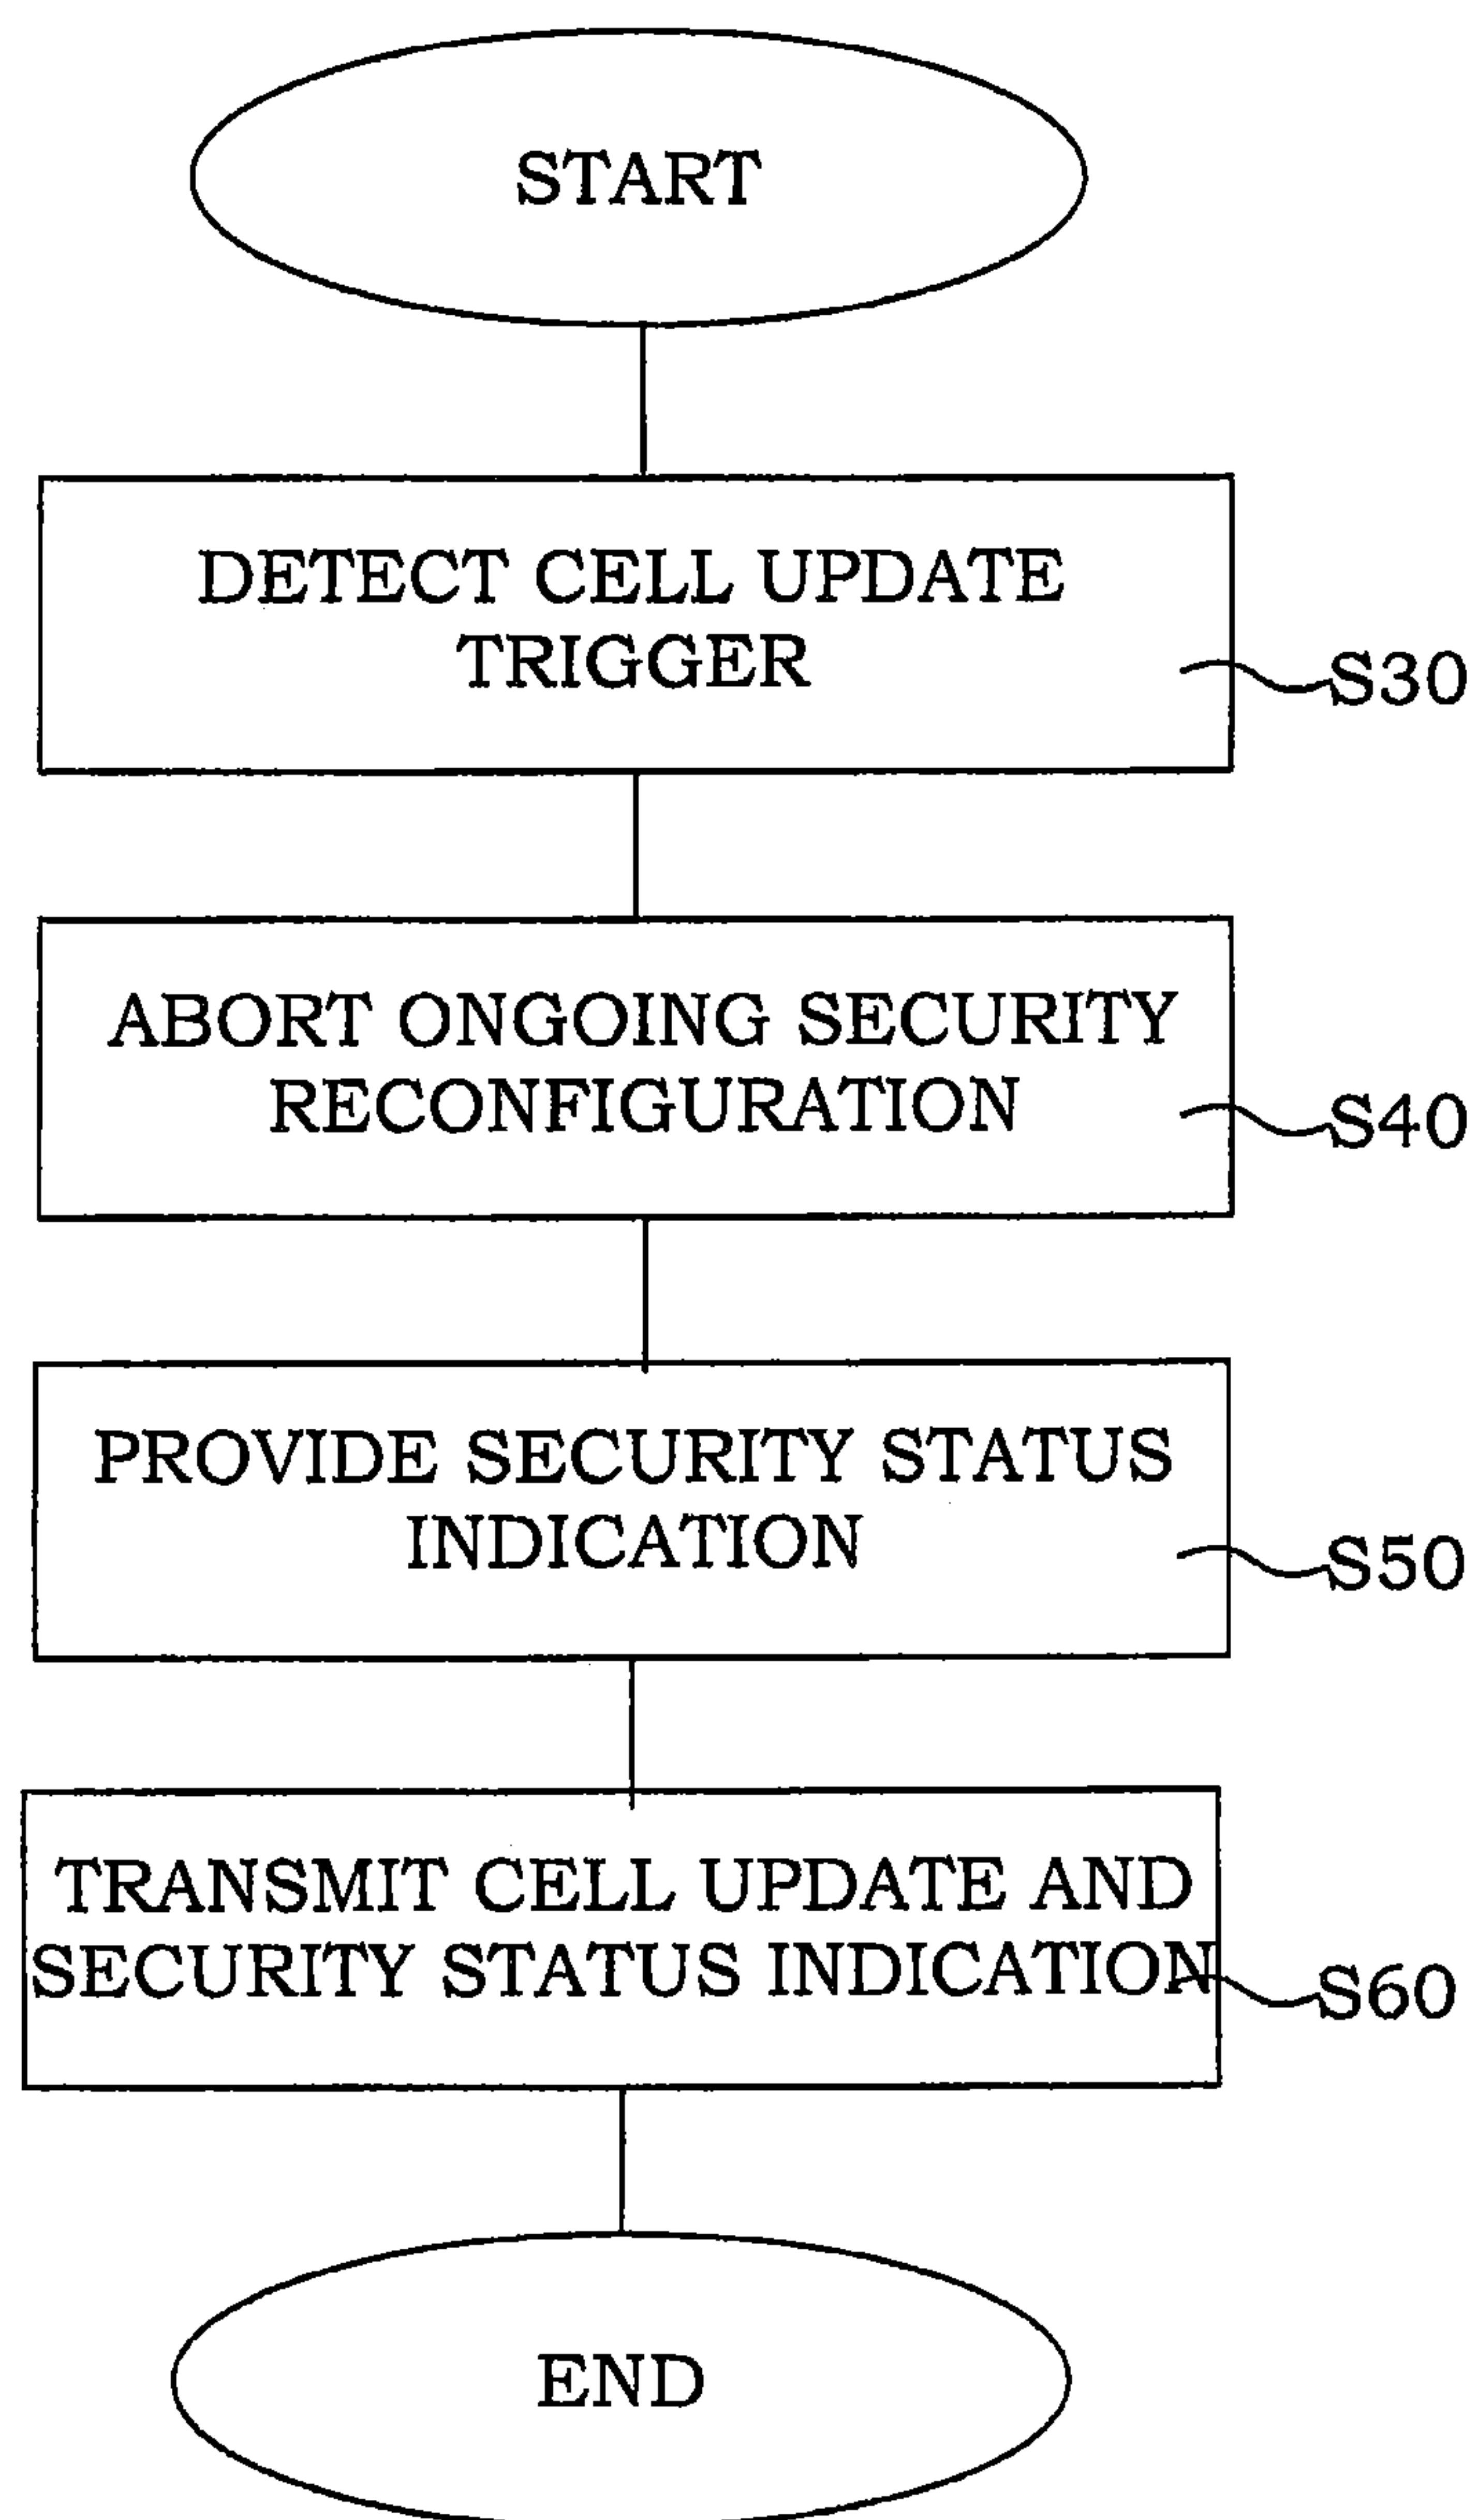 START
DETECT CELL UPDATE
TRIGGER
S30
ABORT ONGOING SECURITY
RECONFIGURATION
S40
PROVIDE SECURITY STATUS
INDICATION
S50
TRANSMIT CELL UPDATE AND
SECURITY STATUS INDICATION
S60
END